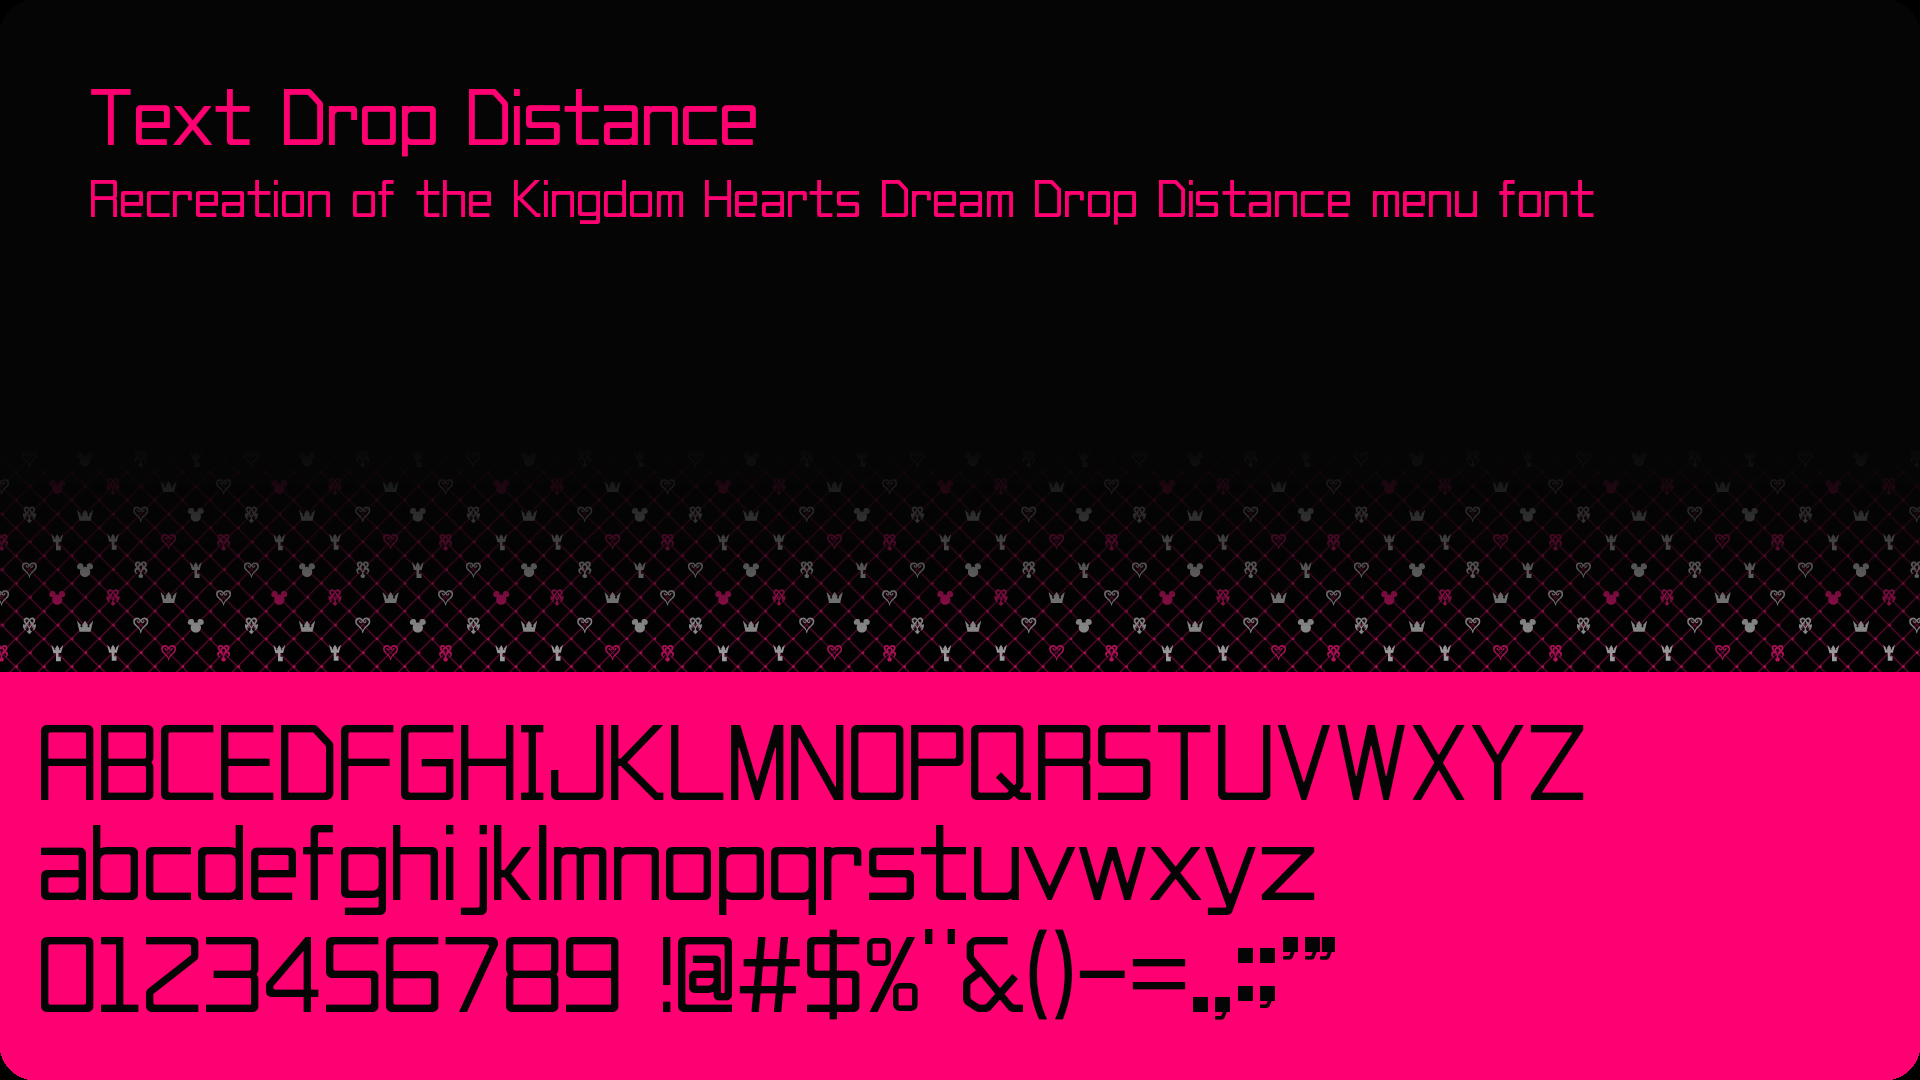 Text Drop Distance
Recreation of the Kingdom Hearts Dream Drop Distance menu font
ABCEDFGHIJKLMNOPQRSTUVWXYZ
abcdefghijklmnopqrstuvwxyz
0123456789 !@#$%¨&()-=.,:;’”